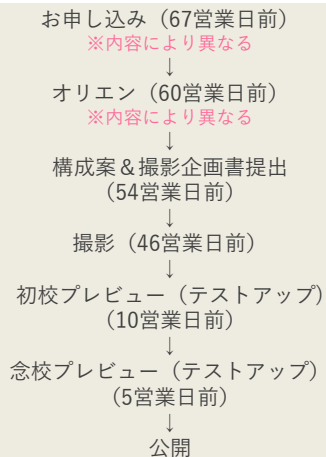 お申し込み（67営業日前）
※内容により異なる
↓
オリエン（60営業日前）
※内容により異なる
↓
構成案＆撮影企画書提出
（54営業日前）
↓
撮影（46営業日前）
↓
初校プレビュー（テストアップ）
（10営業日前）
↓
念校プレビュー（テストアップ）
（5営業日前）
↓
公開